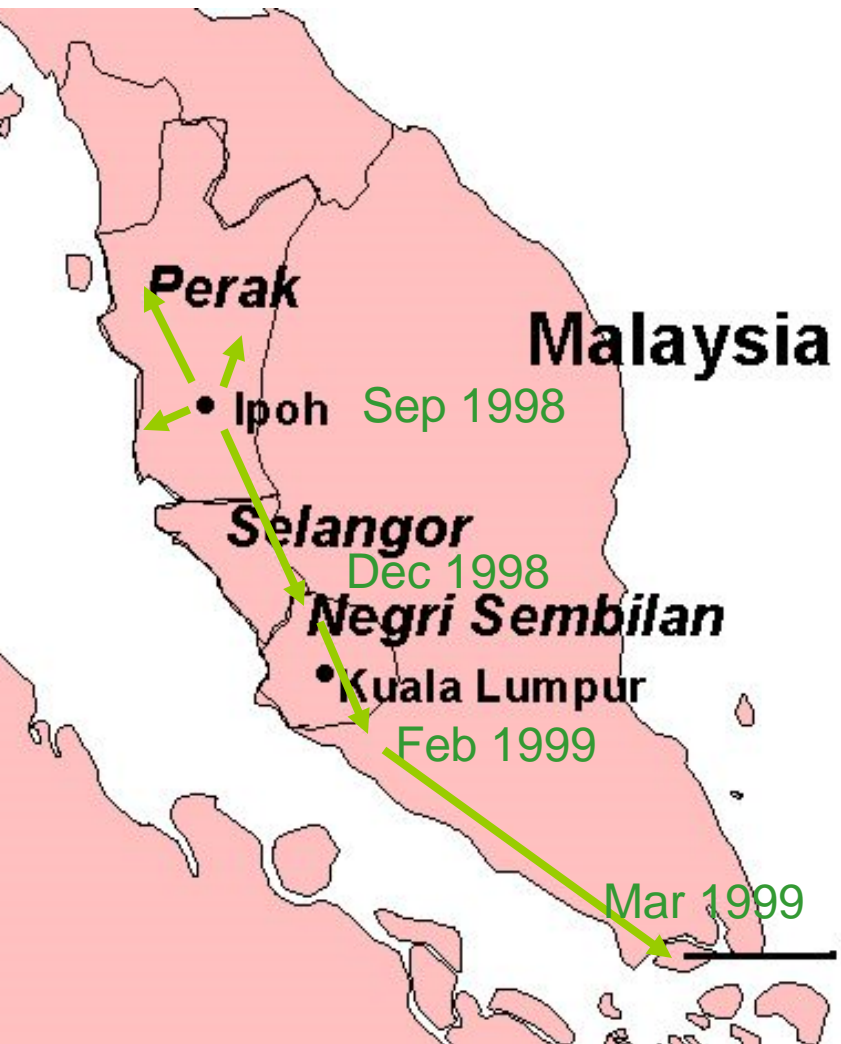 Perak
Malaysia
Ipoh
Sep 1998
Selangor
Dec 1998
Negri Sembilan
Kuala Lumpur
Feb 1999
Mar 1999